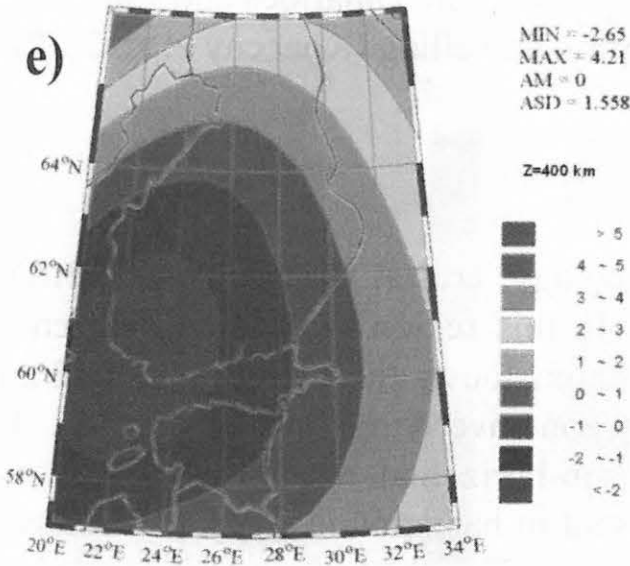 e)
MIN = -2.65
MAX = 4.21
AM = 0
ASD = 1.558
Z=400 km
> 5
4 ~ 5
3 ~ 4
2 ~ 3
1 ~ 2
0 ~ 1
-1 ~ 0
-2 ~ -1
< -2
64°N
62°N
60°N
58°N
20°E 22°E 24°E 26°E 28°E 30°E 32°E 34°E